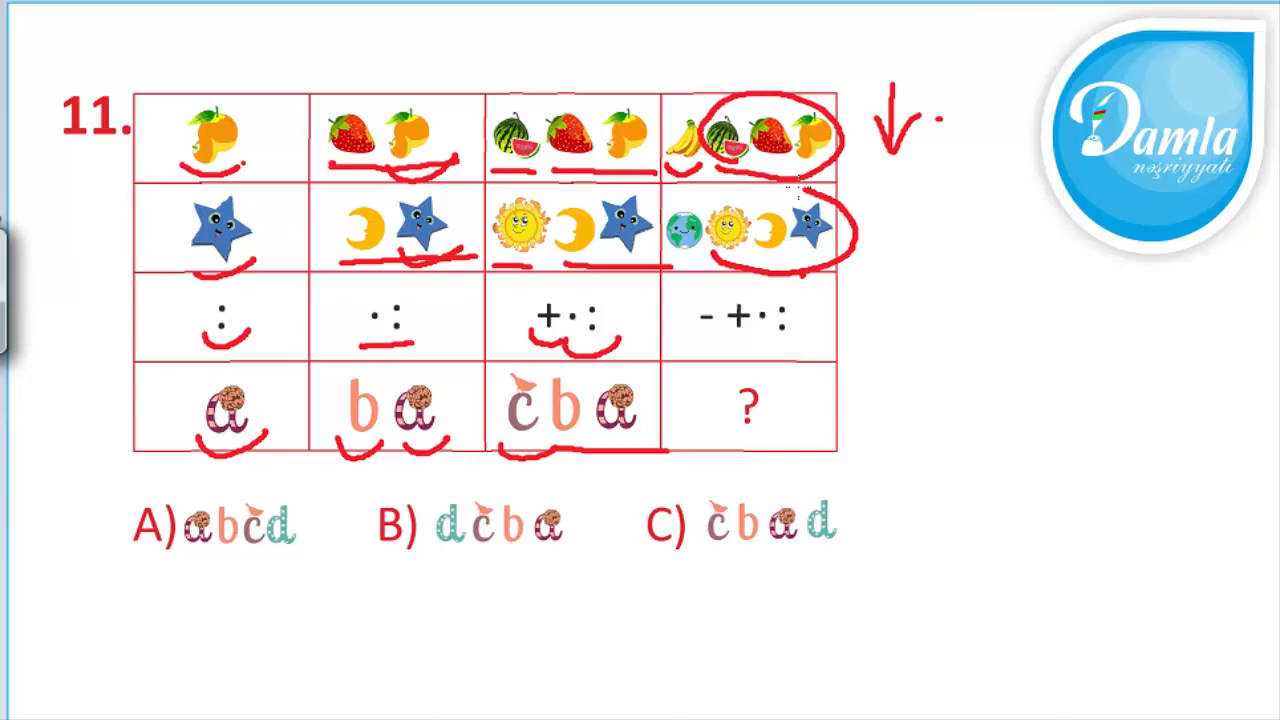 Damla
nəşriyyatı
11.
: · : + · : - + · :
a b a c b a ?
A) a b c d B) d c b a C) c b a d